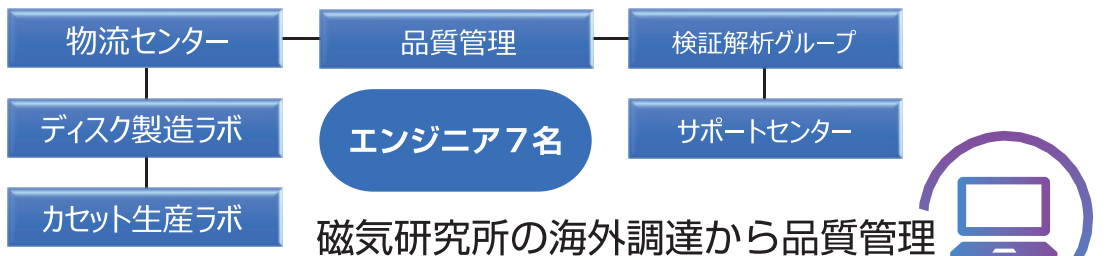 物流センター
品質管理
検証解析グループ
ディスク製造ラボ
エンジニア７名
サポートセンター
カセット生産ラボ
磁気研究所の海外調達から品質管理